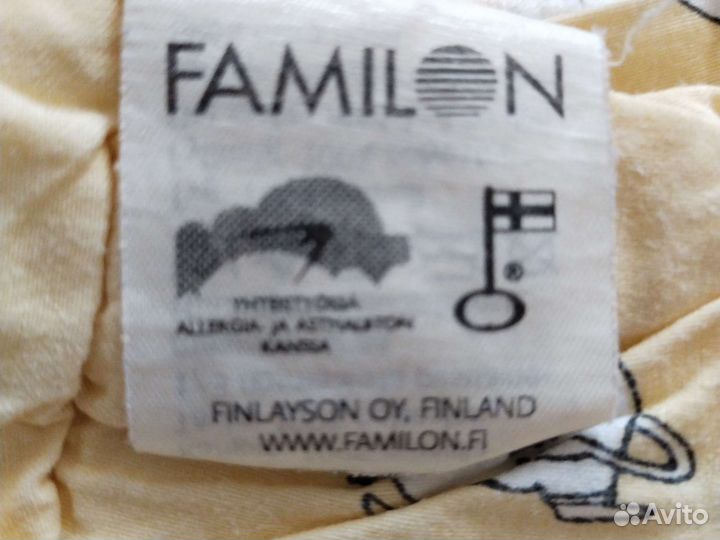 FAMILON
®
YHTEISTYÖSSÄ
ALLERGIA- JA ASTMALIITON
KANSSA
FINLAYSON OY, FINLAND
WWW.FAMILON.FI
Avito